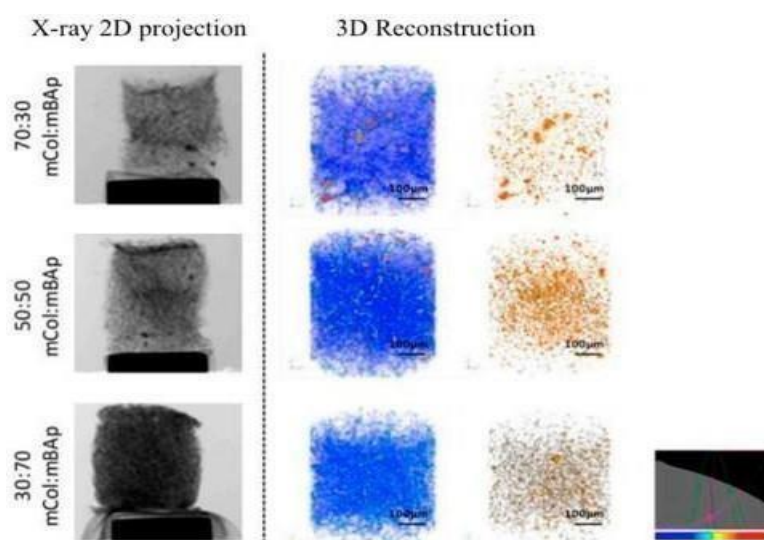 X-ray 2D projection
3D Reconstruction
70:30
mCol:mBAp
100μm
100μm
50:50
mCol:mBAp
100μm
100μm
30:70
mCol:mBAp
100μm
100μm